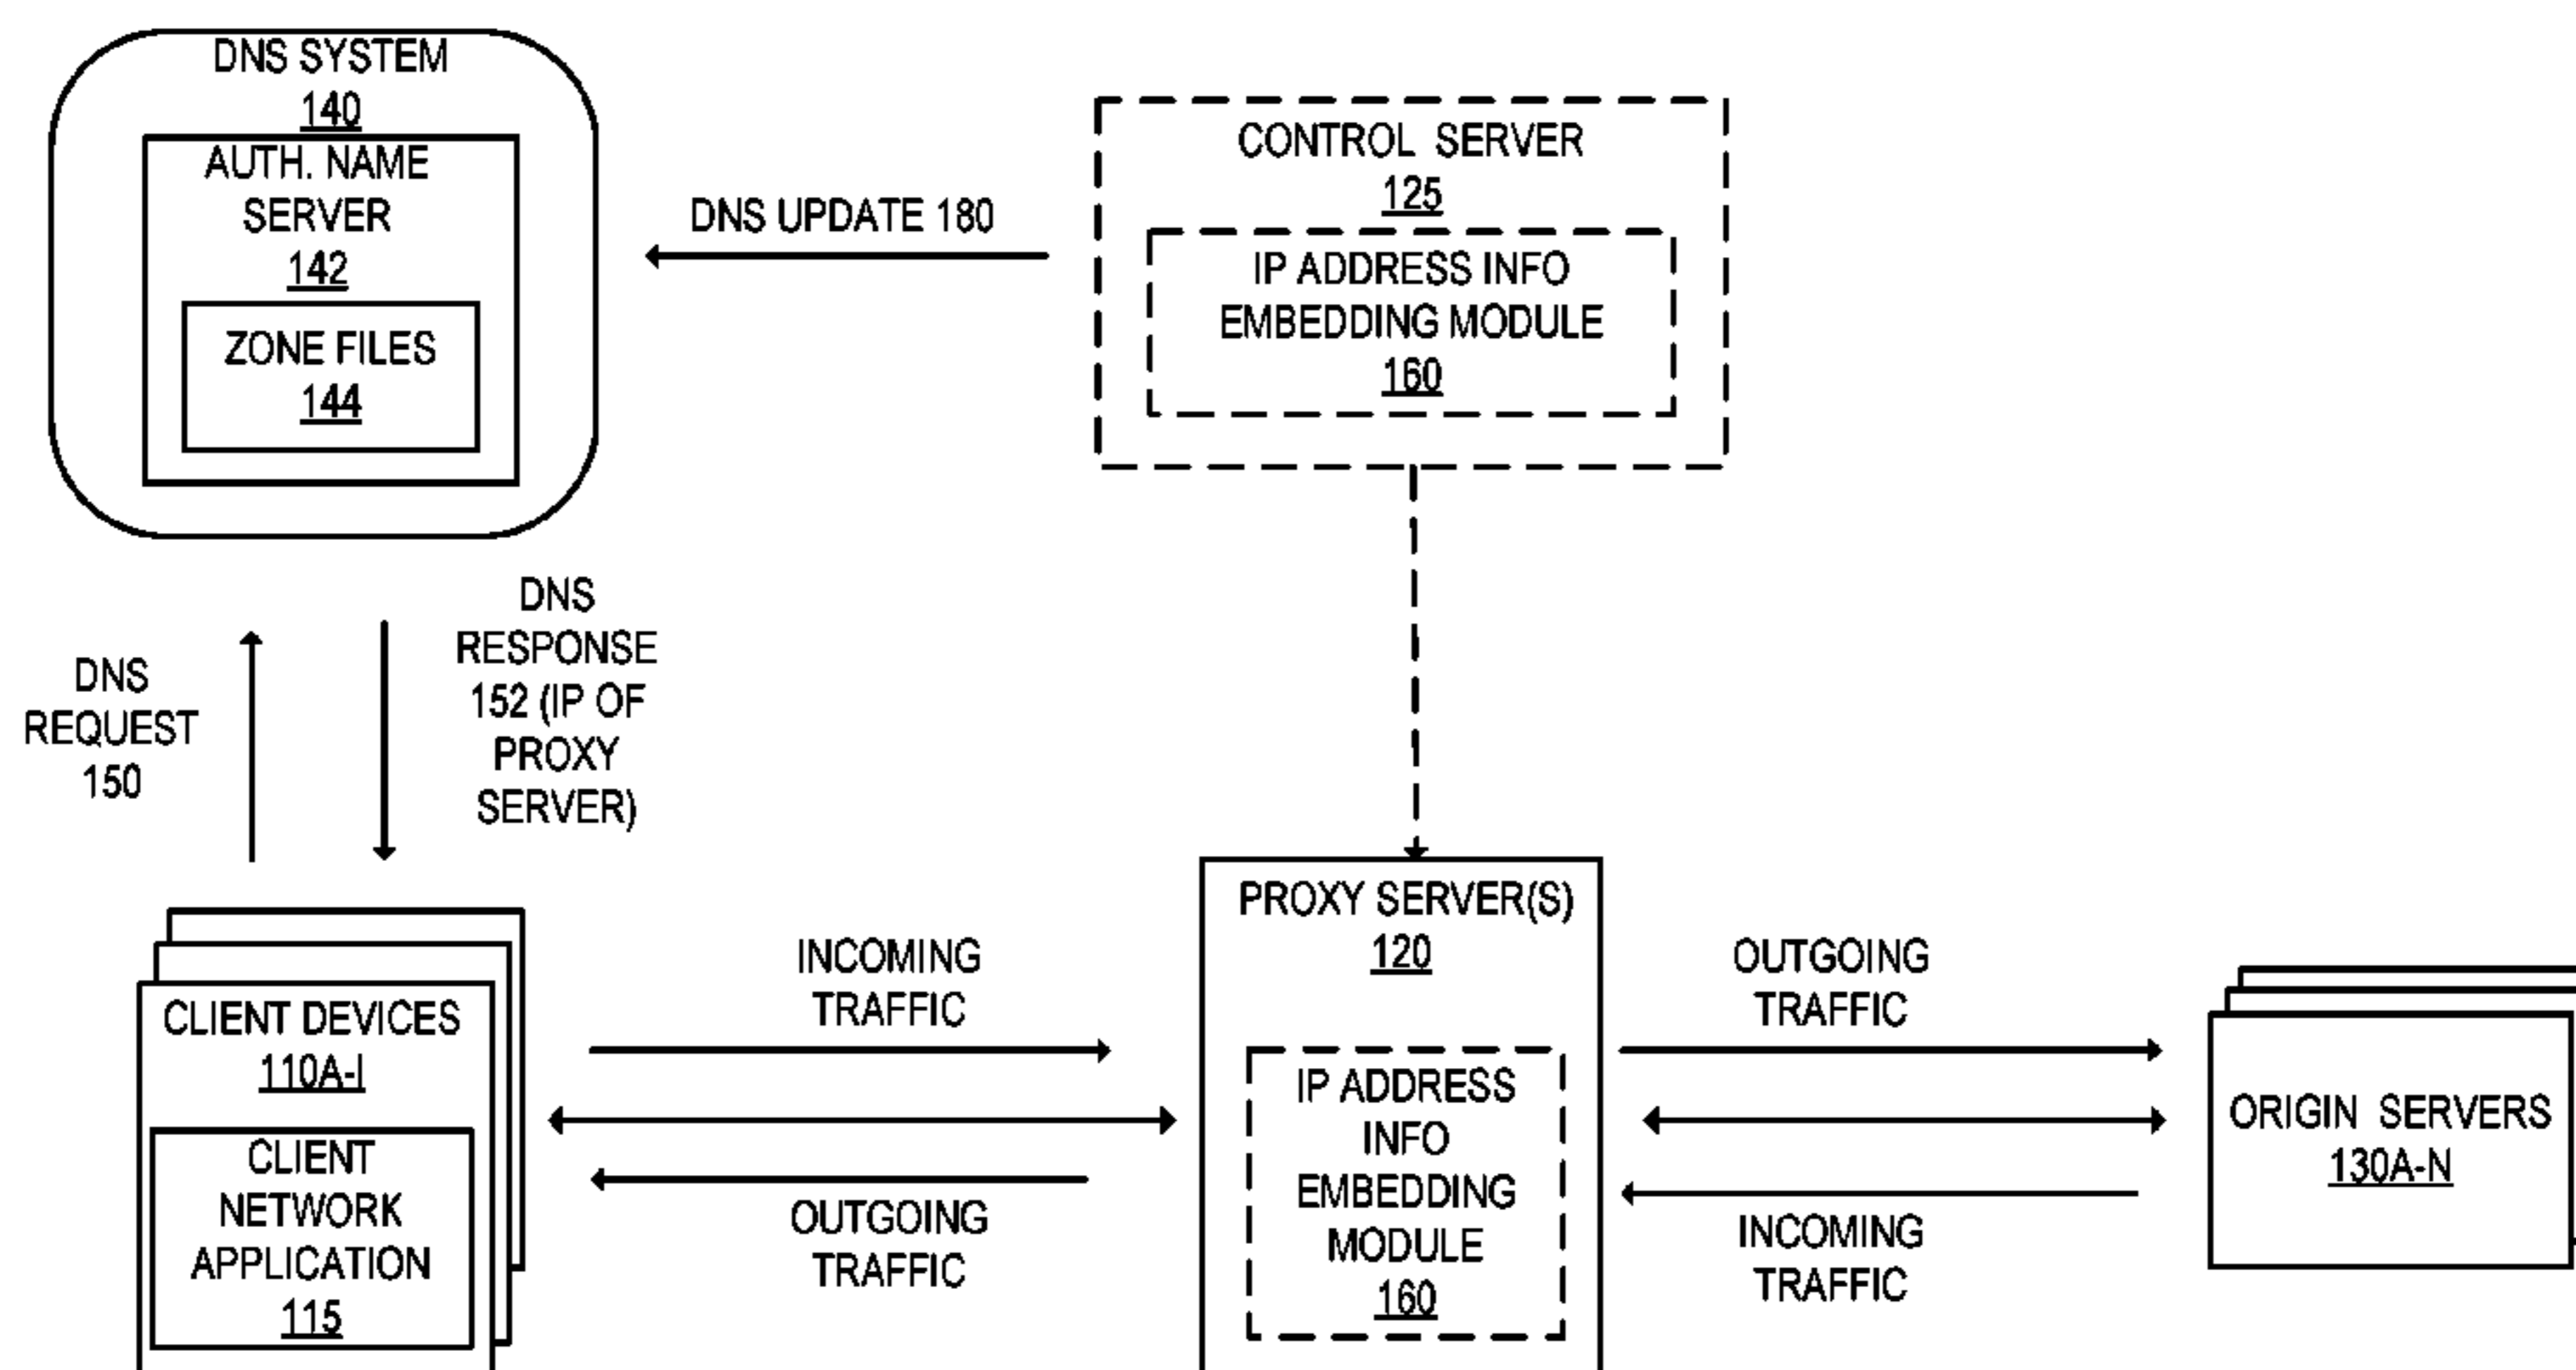 DNS SYSTEM
140
AUTH. NAME
SERVER
142
ZONE FILES
144
DNS UPDATE 180
CONTROL SERVER
125
IP ADDRESS INFO
EMBEDDING MODULE
160
DNS
REQUEST
150
DNS
RESPONSE
152 (IP OF
PROXY
SERVER)
CLIENT DEVICES
110A-I
CLIENT
NETWORK
APPLICATION
115
INCOMING
TRAFFIC
OUTGOING
TRAFFIC
PROXY SERVER(S)
120
IP ADDRESS
INFO
EMBEDDING
MODULE
160
OUTGOING
TRAFFIC
INCOMING
TRAFFIC
ORIGIN SERVERS
130A-N